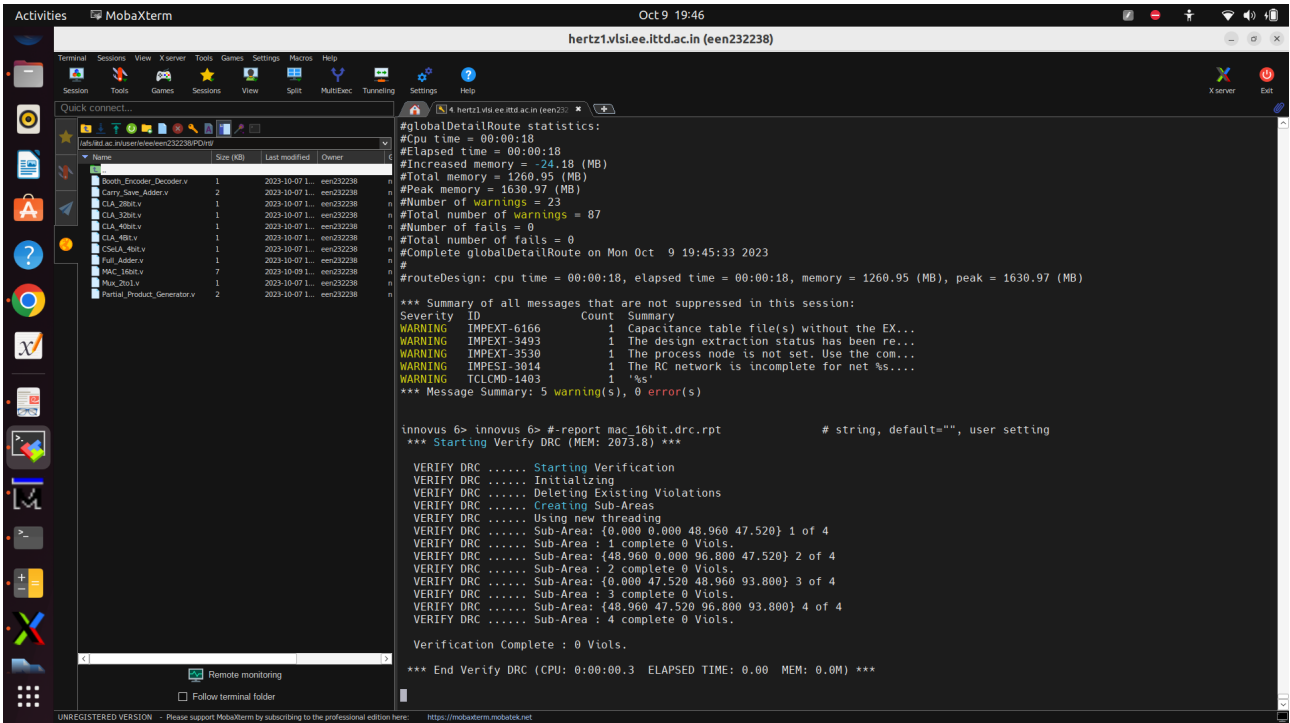 Activities MobaXterm Oct 9 19:46
hertz1.vlsi.ee.iitd.ac.in (een232238)
Terminal Sessions View X server Tools Games Settings Macros Help
Session Tools Games Sessions View Split MultiExec Tunneling Settings Help X server Exit
Quick connect...
4. hertz1.vlsi.ee.iitd.ac.in (een232
/afs/iitd.ac.in/user/e/ee/een232238/PD/rtl/
Name Size (KB) Last modified Owner G
..
Booth_Encoder_Decoder.v 1 2023-10-07 1... een232238 n
Carry_Save_Adder.v 2 2023-10-07 1... een232238 n
CLA_28bit.v 1 2023-10-07 1... een232238 n
CLA_32bit.v 1 2023-10-07 1... een232238 n
CLA_40bit.v 1 2023-10-07 1... een232238 n
CLA_4Bit.v 1 2023-10-07 1... een232238 n
CSeLA_4bit.v 1 2023-10-07 1... een232238 n
Full_Adder.v 1 2023-10-07 1... een232238 n
MAC_16bit.v 7 2023-10-09 1... een232238 n
Mux_2to1.v 1 2023-10-07 1... een232238 n
Partial_Product_Generator.v 2 2023-10-07 1... een232238 n
Remote monitoring
Follow terminal folder
#globalDetailRoute statistics:
#Cpu time = 00:00:18
#Elapsed time = 00:00:18
#Increased memory = -24.18 (MB)
#Total memory = 1260.95 (MB)
#Peak memory = 1630.97 (MB)
#Number of warnings = 23
#Total number of warnings = 87
#Number of fails = 0
#Total number of fails = 0
#Complete globalDetailRoute on Mon Oct  9 19:45:33 2023
#
#routeDesign: cpu time = 00:00:18, elapsed time = 00:00:18, memory = 1260.95 (MB), peak = 1630.97 (MB)
*** Summary of all messages that are not suppressed in this session:
Severity  ID               Count  Summary
WARNING   IMPEXT-6166          1  Capacitance table file(s) without the EX...
WARNING   IMPEXT-3493          1  The design extraction status has been re...
WARNING   IMPEXT-3530          1  The process node is not set. Use the com...
WARNING   IMPESI-3014          1  The RC network is incomplete for net %s....
WARNING   TCLCMD-1403          1  '%s'
*** Message Summary: 5 warning(s), 0 error(s)
innovus 6> innovus 6> #-report mac_16bit.drc.rpt               # string, default="", user setting
*** Starting Verify DRC (MEM: 2073.8) ***
VERIFY DRC ...... Starting Verification
VERIFY DRC ...... Initializing
VERIFY DRC ...... Deleting Existing Violations
VERIFY DRC ...... Creating Sub-Areas
VERIFY DRC ...... Using new threading
VERIFY DRC ...... Sub-Area: {0.000 0.000 48.960 47.520} 1 of 4
VERIFY DRC ...... Sub-Area : 1 complete 0 Viols.
VERIFY DRC ...... Sub-Area: {48.960 0.000 96.800 47.520} 2 of 4
VERIFY DRC ...... Sub-Area : 2 complete 0 Viols.
VERIFY DRC ...... Sub-Area: {0.000 47.520 48.960 93.800} 3 of 4
VERIFY DRC ...... Sub-Area : 3 complete 0 Viols.
VERIFY DRC ...... Sub-Area: {48.960 47.520 96.800 93.800} 4 of 4
VERIFY DRC ...... Sub-Area : 4 complete 0 Viols.
Verification Complete : 0 Viols.
*** End Verify DRC (CPU: 0:00:00.3  ELAPSED TIME: 0.00  MEM: 0.0M) ***
UNREGISTERED VERSION - Please support MobaXterm by subscribing to the professional edition here: https://mobaxterm.mobatek.net